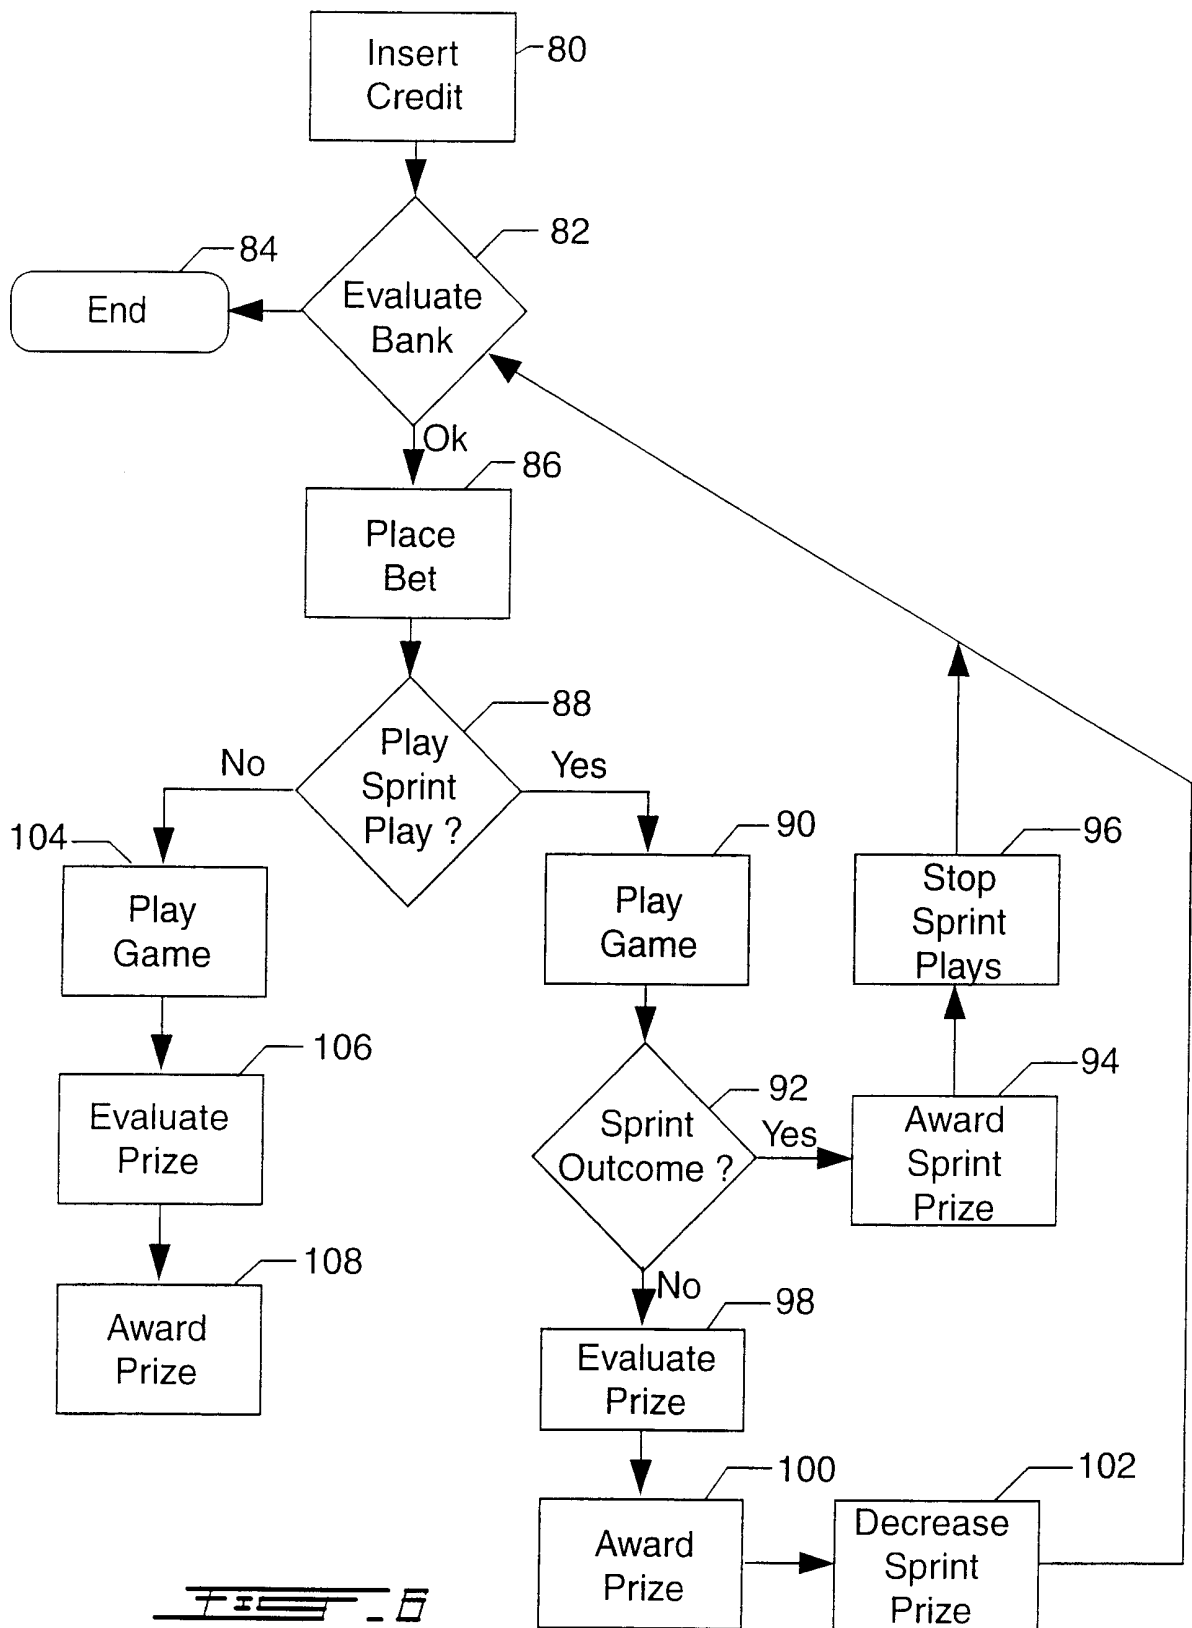 Insert
Credit
80
82
84
End
Evaluate
Bank
Ok
86
Place
Bet
88
Play
Sprint
Play ?
No
Yes
104
90
96
Play
Game
Play
Game
Stop
Sprint
Plays
106
94
92
Evaluate
Prize
Sprint
Outcome ?
Yes
Award
Sprint
Prize
108
No
98
Award
Prize
Evaluate
Prize
100
102
Award
Prize
Decrease
Sprint
Prize
FIG - 6